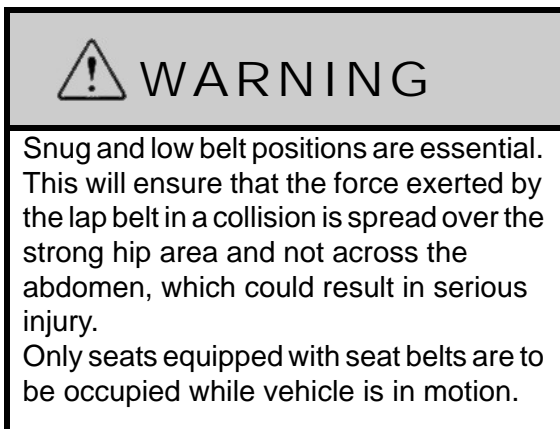 WARNING
Snug and low belt positions are essential.
This will ensure that the force exerted by
the lap belt in a collision is spread over the
strong hip area and not across the
abdomen, which could result in serious
injury.
Only seats equipped with seat belts are to
be occupied while vehicle is in motion.